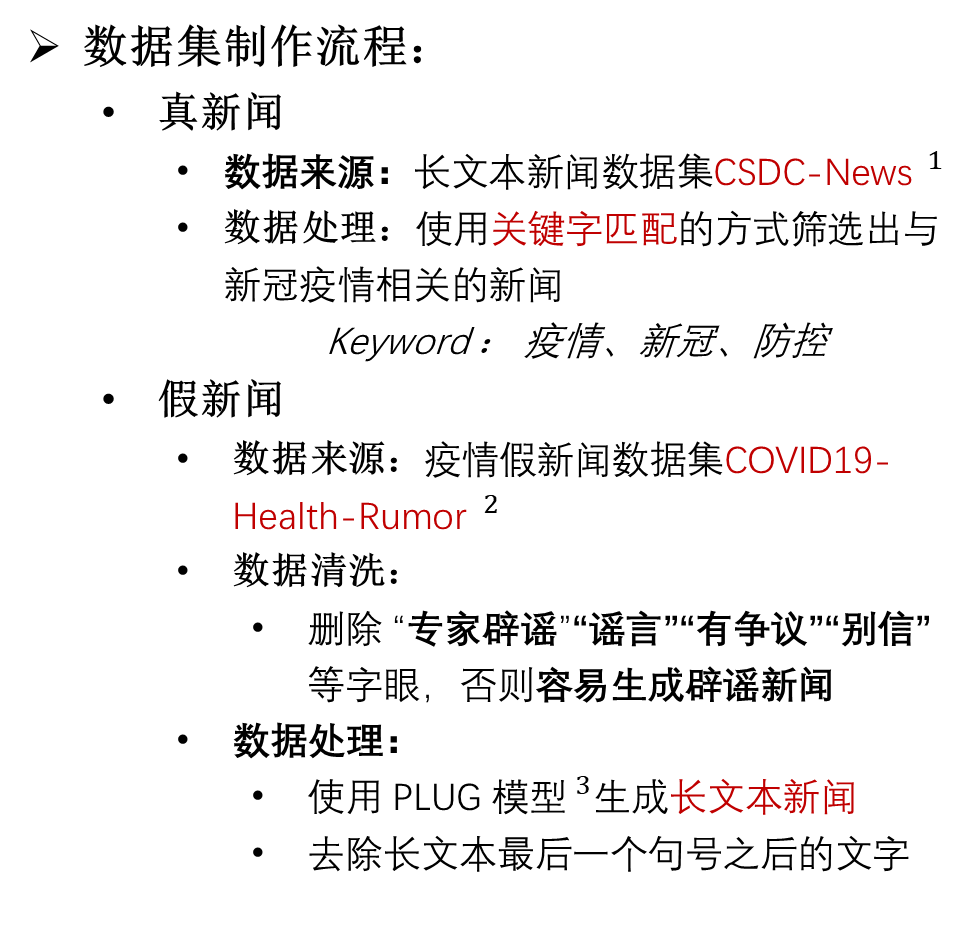 ➢ 数据集制作流程：
• 真新闻
• 数据来源：长文本新闻数据集CSDC-News 1
• 数据处理：使用关键字匹配的方式筛选出与
新冠疫情相关的新闻
Keyword： 疫情、新冠、防控
• 假新闻
• 数据来源：疫情假新闻数据集COVID19-
Health-Rumor 2
• 数据清洗：
• 删除 “专家辟谣”“谣言”“有争议”“别信”
等字眼，否则容易生成辟谣新闻
• 数据处理：
• 使用 PLUG 模型 3 生成长文本新闻
• 去除长文本最后一个句号之后的文字